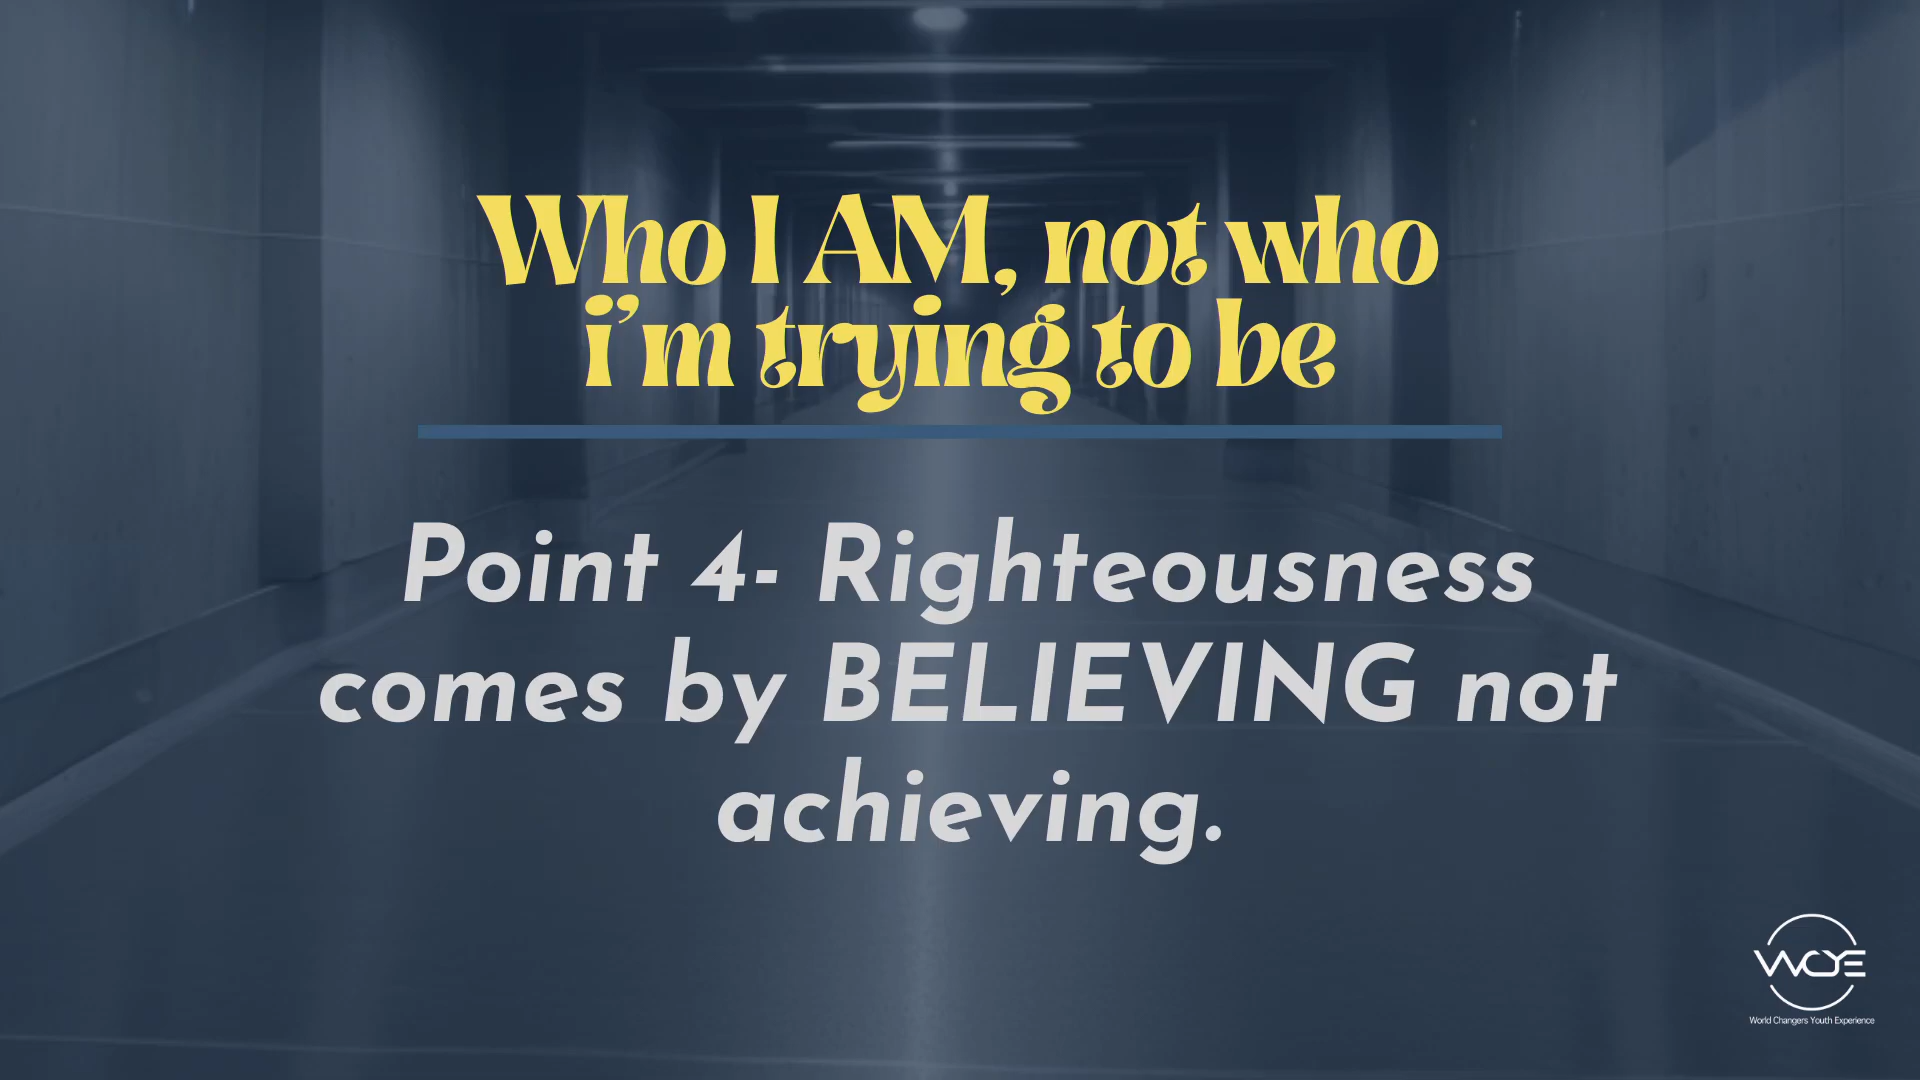 Who I AM, not who
i’m trying to be
Point 4- Righteousness
comes by BELIEVING not
achieving.
WCYE
World Changers Youth Experience